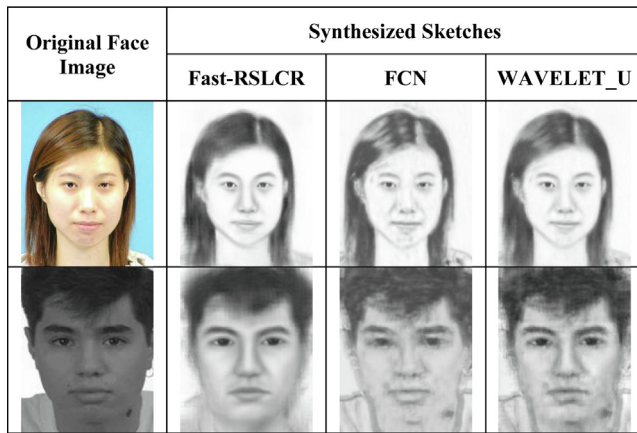 Original Face
Image
Synthesized Sketches
Fast-RSLCR
FCN
WAVELET_U